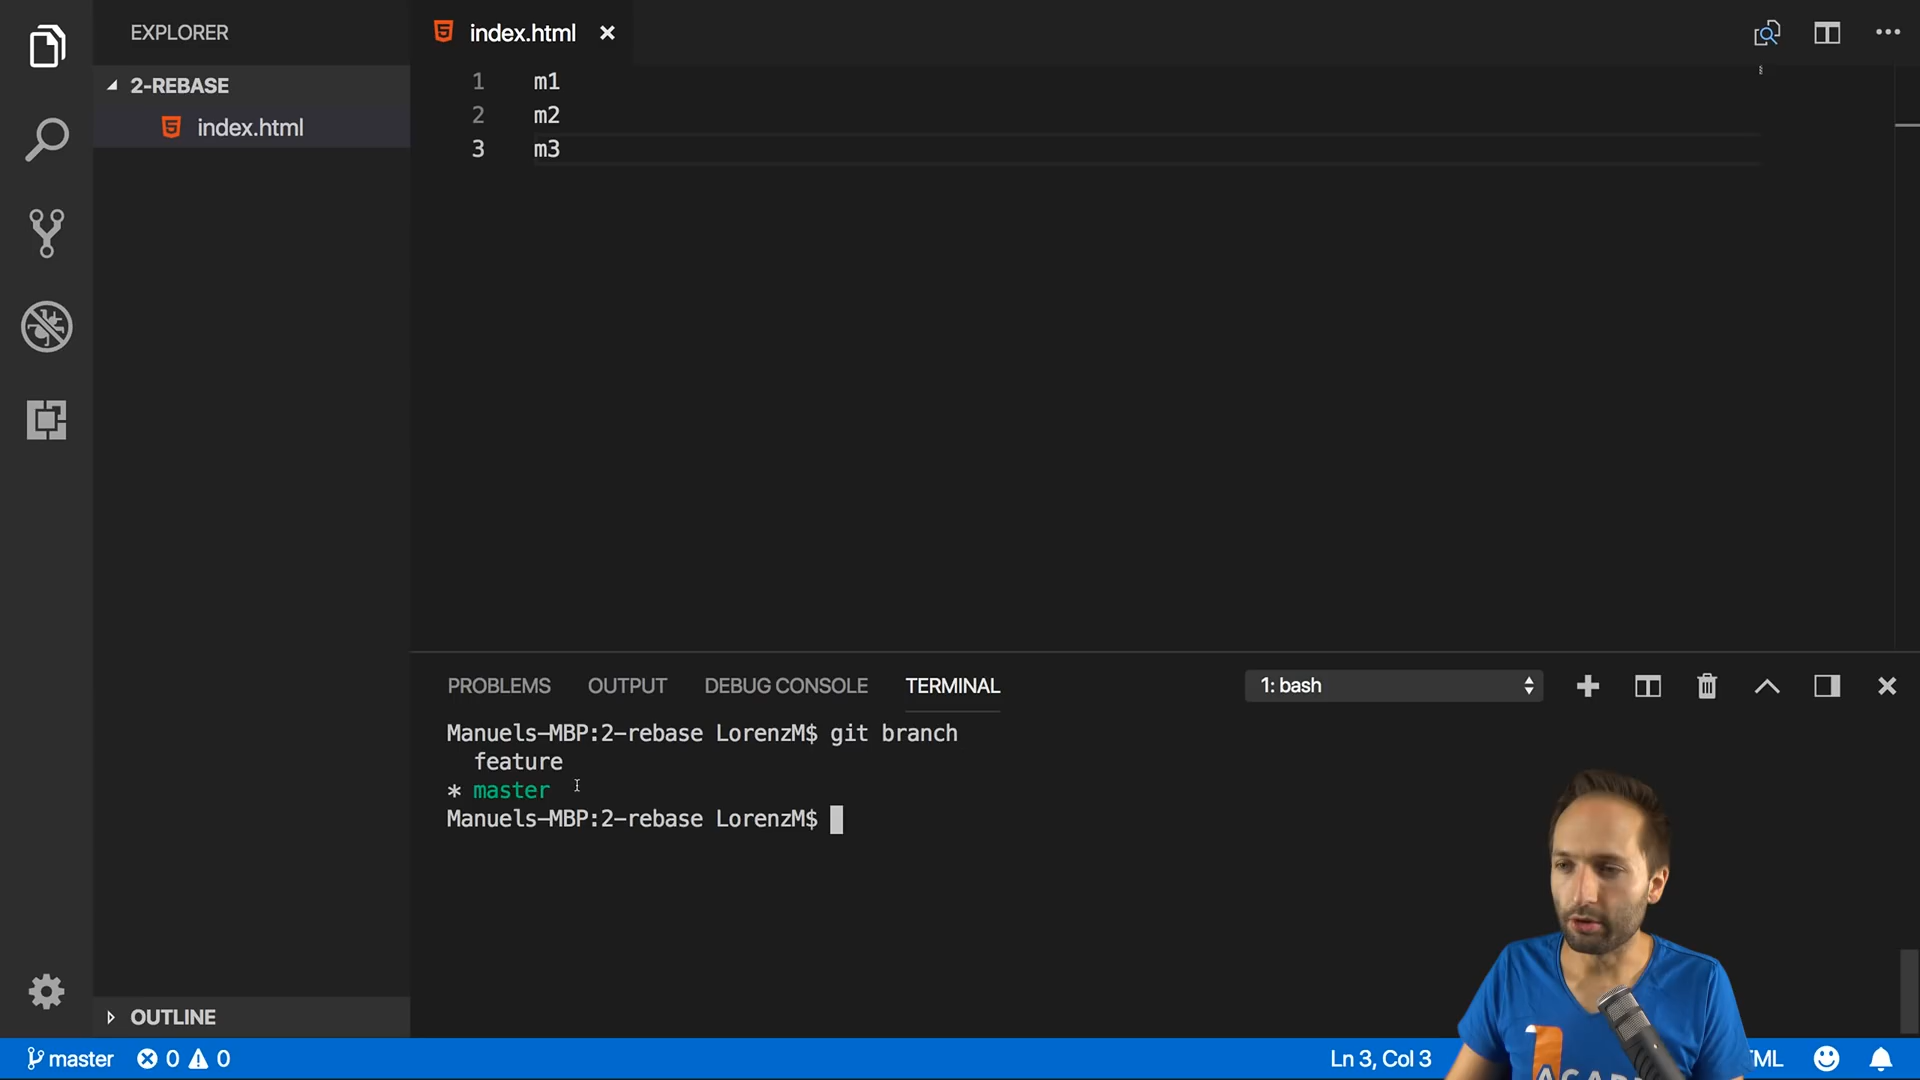 EXPLORER
index.html
2-REBASE
index.html
1 m1
2 m2
3 m3
PROBLEMS OUTPUT DEBUG CONSOLE TERMINAL
1: bash
Manuels-MBP:2-rebase LorenzM$ git branch
feature
* master
Manuels-MBP:2-rebase LorenzM$
OUTLINE
master 0 0
Ln 3, Col 3